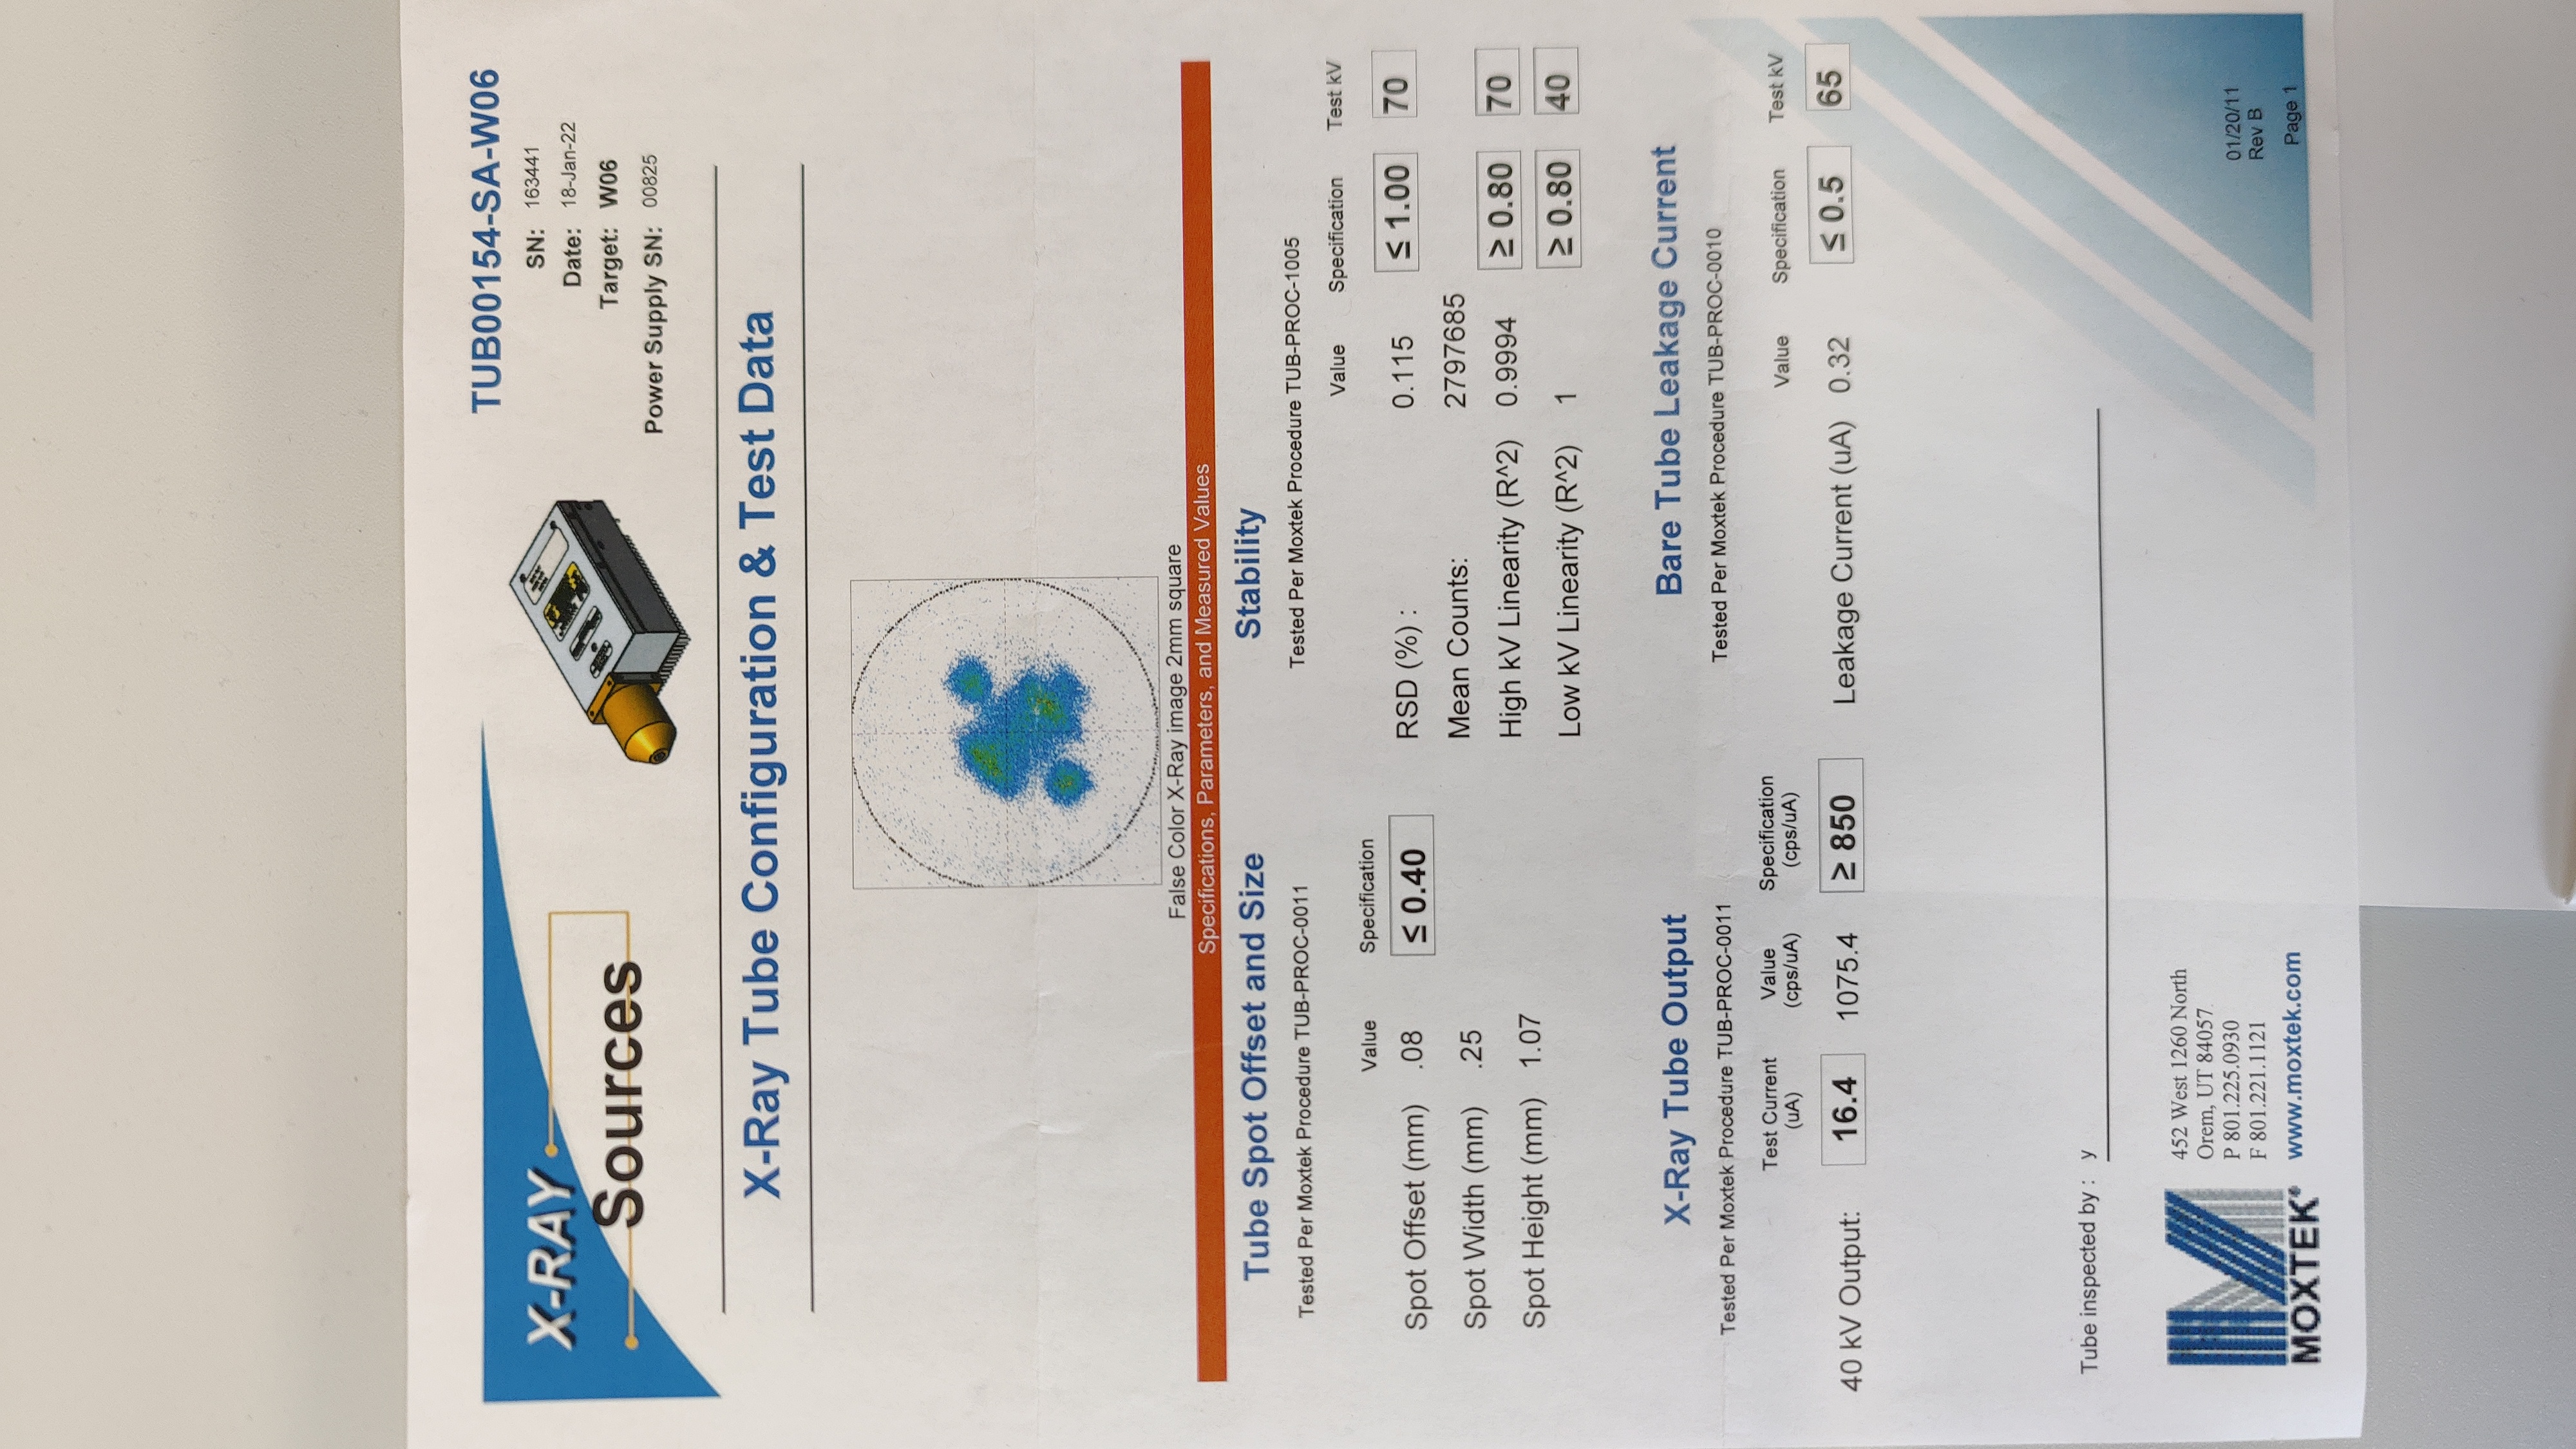 X-RAY
Sources
TUB00154-SA-W06
SN: 163441
Date: 18-Jan-22
Target: W06
Power Supply SN: 00825
X-Ray Tube Configuration & Test Data
False Color X-Ray image 2mm square
Specifications, Parameters, and Measured Values
Tube Spot Offset and Size
Tested Per Moxtek Procedure TUB-PROC-0011
Value Specification
Spot Offset (mm) .08 ≤ 0.40
Spot Width (mm) .25
Spot Height (mm) 1.07
Stability
Tested Per Moxtek Procedure TUB-PROC-1005
Value Specification Test kV
RSD (%) : 0.115 ≤ 1.00 70
Mean Counts: 2797685
High kV Linearity (R^2) 0.9994 ≥ 0.80 70
Low kV Linearity (R^2) 1 ≥ 0.80 40
X-Ray Tube Output
Tested Per Moxtek Procedure TUB-PROC-0011
Test Current Value Specification
(uA) (cps/uA) (cps/uA)
40 kV Output: 16.4 1075.4 ≥ 850
Bare Tube Leakage Current
Tested Per Moxtek Procedure TUB-PROC-0010
Value Specification Test kV
Leakage Current (uA) 0.32 ≤ 0.5 65
Tube inspected by : y
MOXTEK®
452 West 1260 North
Orem, UT 84057
P 801.225.0930
F 801.221.1121
www.moxtek.com
01/20/11
Rev B
Page 1